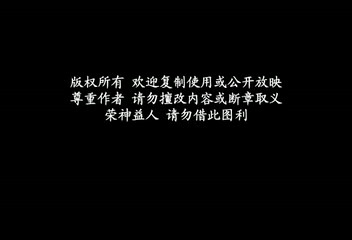 版权所有 欢迎复制使用或公开放映
尊重作者 请勿擅改内容或断章取义
荣神益人 请勿借此图利